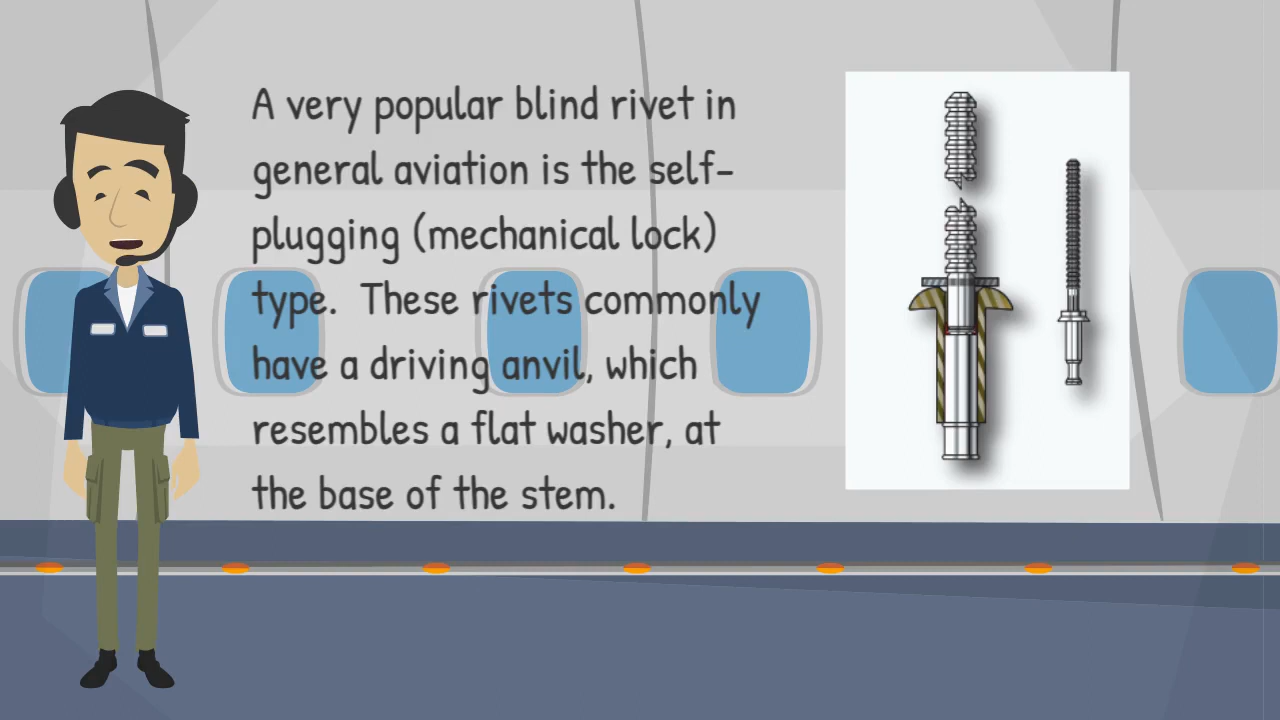 A very popular blind rivet in
general aviation is the self-
plugging (mechanical lock)
type. These rivets commonly
have a driving anvil, which
resembles a flat washer, at
the base of the stem.